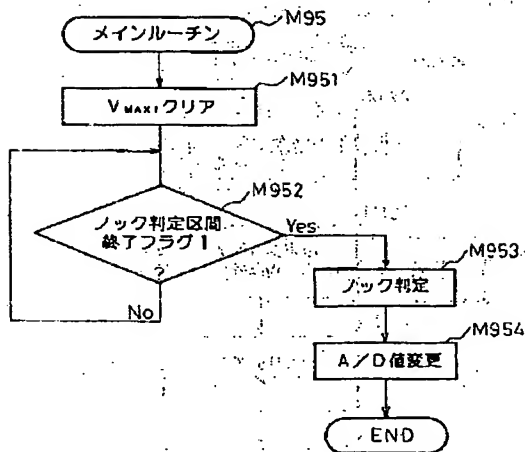 メインルーチン
M95
M951
VMAX1クリア
M952
ノック判定区間
終了フラグ1
?
Yes
No
M953
ノック判定
M954
A/D値変更
END